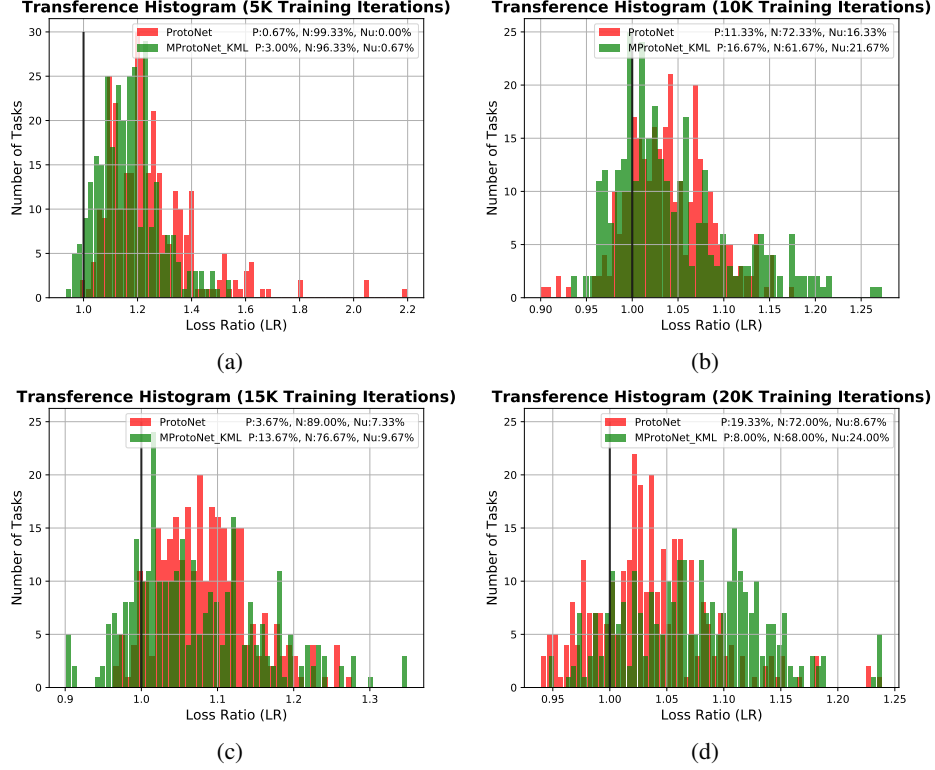 Transference Histogram (5K Training Iterations)
ProtoNet P:0.67%, N:99.33%, Nu:0.00%
MProtoNet_KML P:3.00%, N:96.33%, Nu:0.67%
Number of Tasks
30
25
20
15
10
5
0
1.0 1.2 1.4 1.6 1.8 2.0 2.2
Loss Ratio (LR)
(a)
Transference Histogram (10K Training Iterations)
ProtoNet P:11.33%, N:72.33%, Nu:16.33%
MProtoNet_KML P:16.67%, N:61.67%, Nu:21.67%
Number of Tasks
25
20
15
10
5
0
0.90 0.95 1.00 1.05 1.10 1.15 1.20 1.25
Loss Ratio (LR)
(b)
Transference Histogram (15K Training Iterations)
ProtoNet P:3.67%, N:89.00%, Nu:7.33%
MProtoNet_KML P:13.67%, N:76.67%, Nu:9.67%
Number of Tasks
25
20
15
10
5
0
0.9 1.0 1.1 1.2 1.3
Loss Ratio (LR)
(c)
Transference Histogram (20K Training Iterations)
ProtoNet P:19.33%, N:72.00%, Nu:8.67%
MProtoNet_KML P:8.00%, N:68.00%, Nu:24.00%
Number of Tasks
25
20
15
10
5
0
0.95 1.00 1.05 1.10 1.15 1.20 1.25
Loss Ratio (LR)
(d)